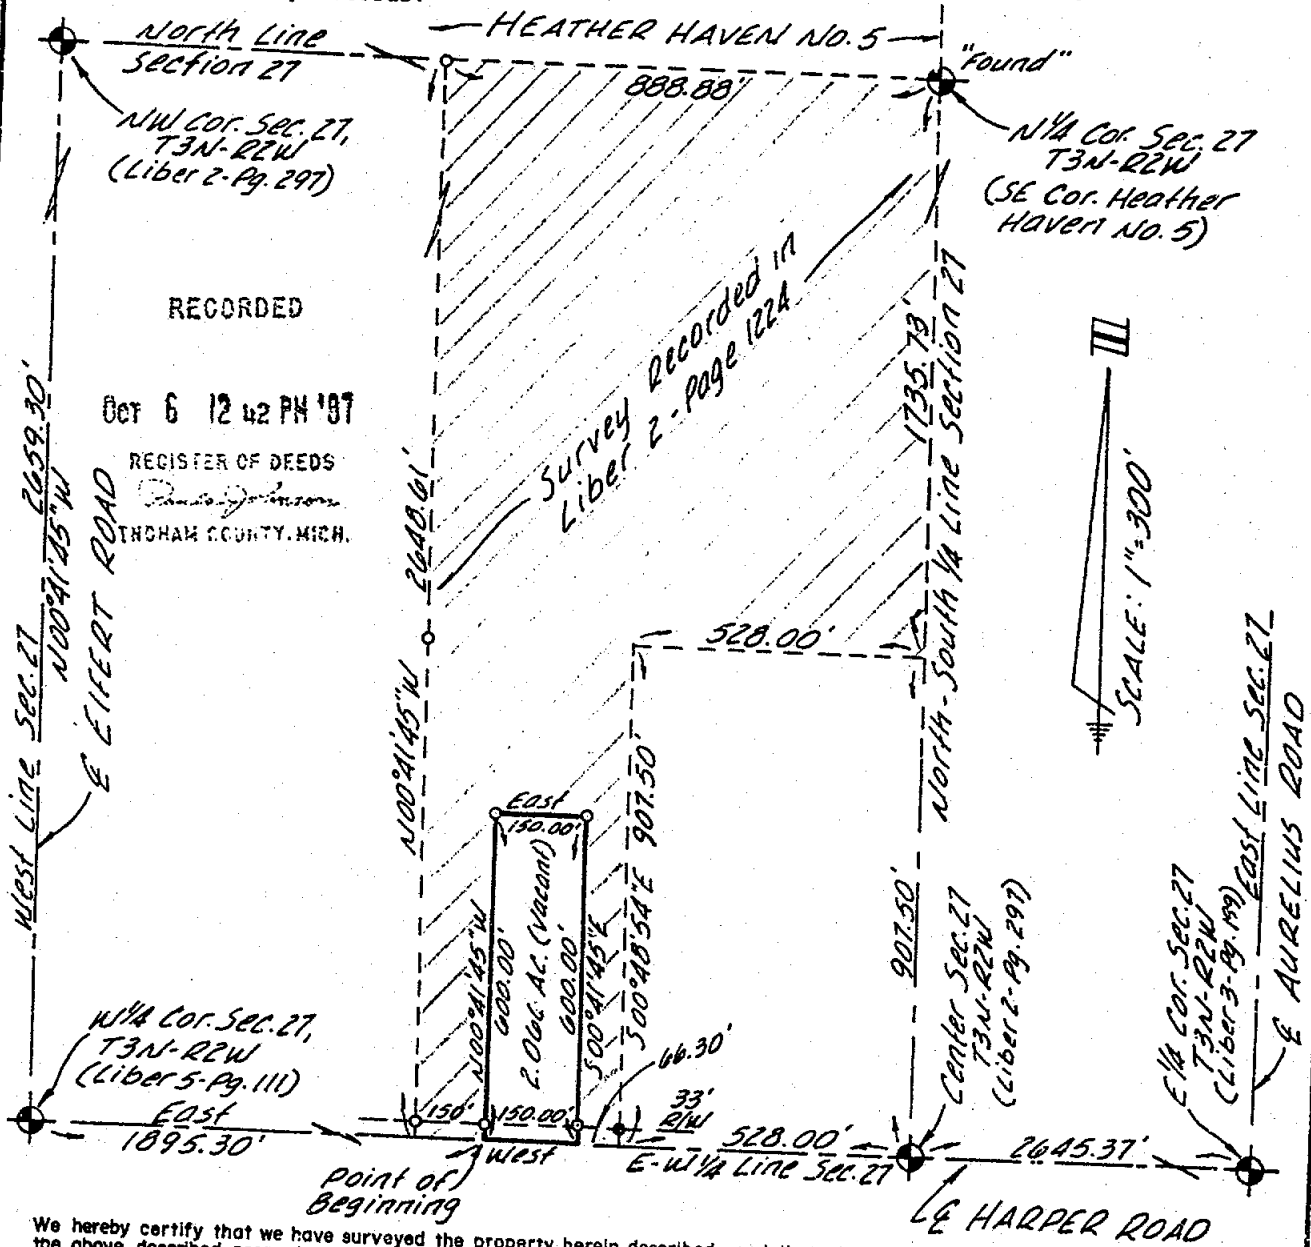 HEATHER HAVEN NO. 5
North Line
Section 27
"Found"
888.88'
NW Cor. Sec. 27,
T3N-R2W
(Liber 2-Pg. 297)
N1/4 Cor. Sec. 27
T3N-R2W
(SE Cor. Heather
Haven No. 5)
RECORDED
OCT 6 12 42 PM '87
REGISTER OF DEEDS
INGHAM COUNTY, MICH.
Survey Recorded in
Liber 2 - Page 1224
West Line Sec. 27 2659.30'
N00°41'45"W
℄ EIFERT ROAD
2648.61'
N00°41'45"W
1735.73'
North-South 1/4 Line Section 27
SCALE: 1"=300'
528.00'
S00°48'54"E 907.50'
907.50'
East
150.00'
N00°41'45"W
600.00'
2.066 Ac. (Vacant)
600.00'
S00°41'45"E
Center Sec. 27
T3N-R2W
(Liber 2-Pg. 297)
E1/4 Cor. Sec. 27
T3N-R2W
(Liber 3-Pg. 199)
East Line Sec. 27
℄ AURELIUS ROAD
W1/4 Cor. Sec. 27,
T3N-R2W
(Liber 5-Pg. 111)
66.30'
33'
R/W
East
1895.30'
150'
150.00'
West
528.00'
E-W1/4 Line Sec. 27
2645.37'
Point of
Beginning
℄ HARPER ROAD
We hereby certify that we have surveyed the property herein described
the above described